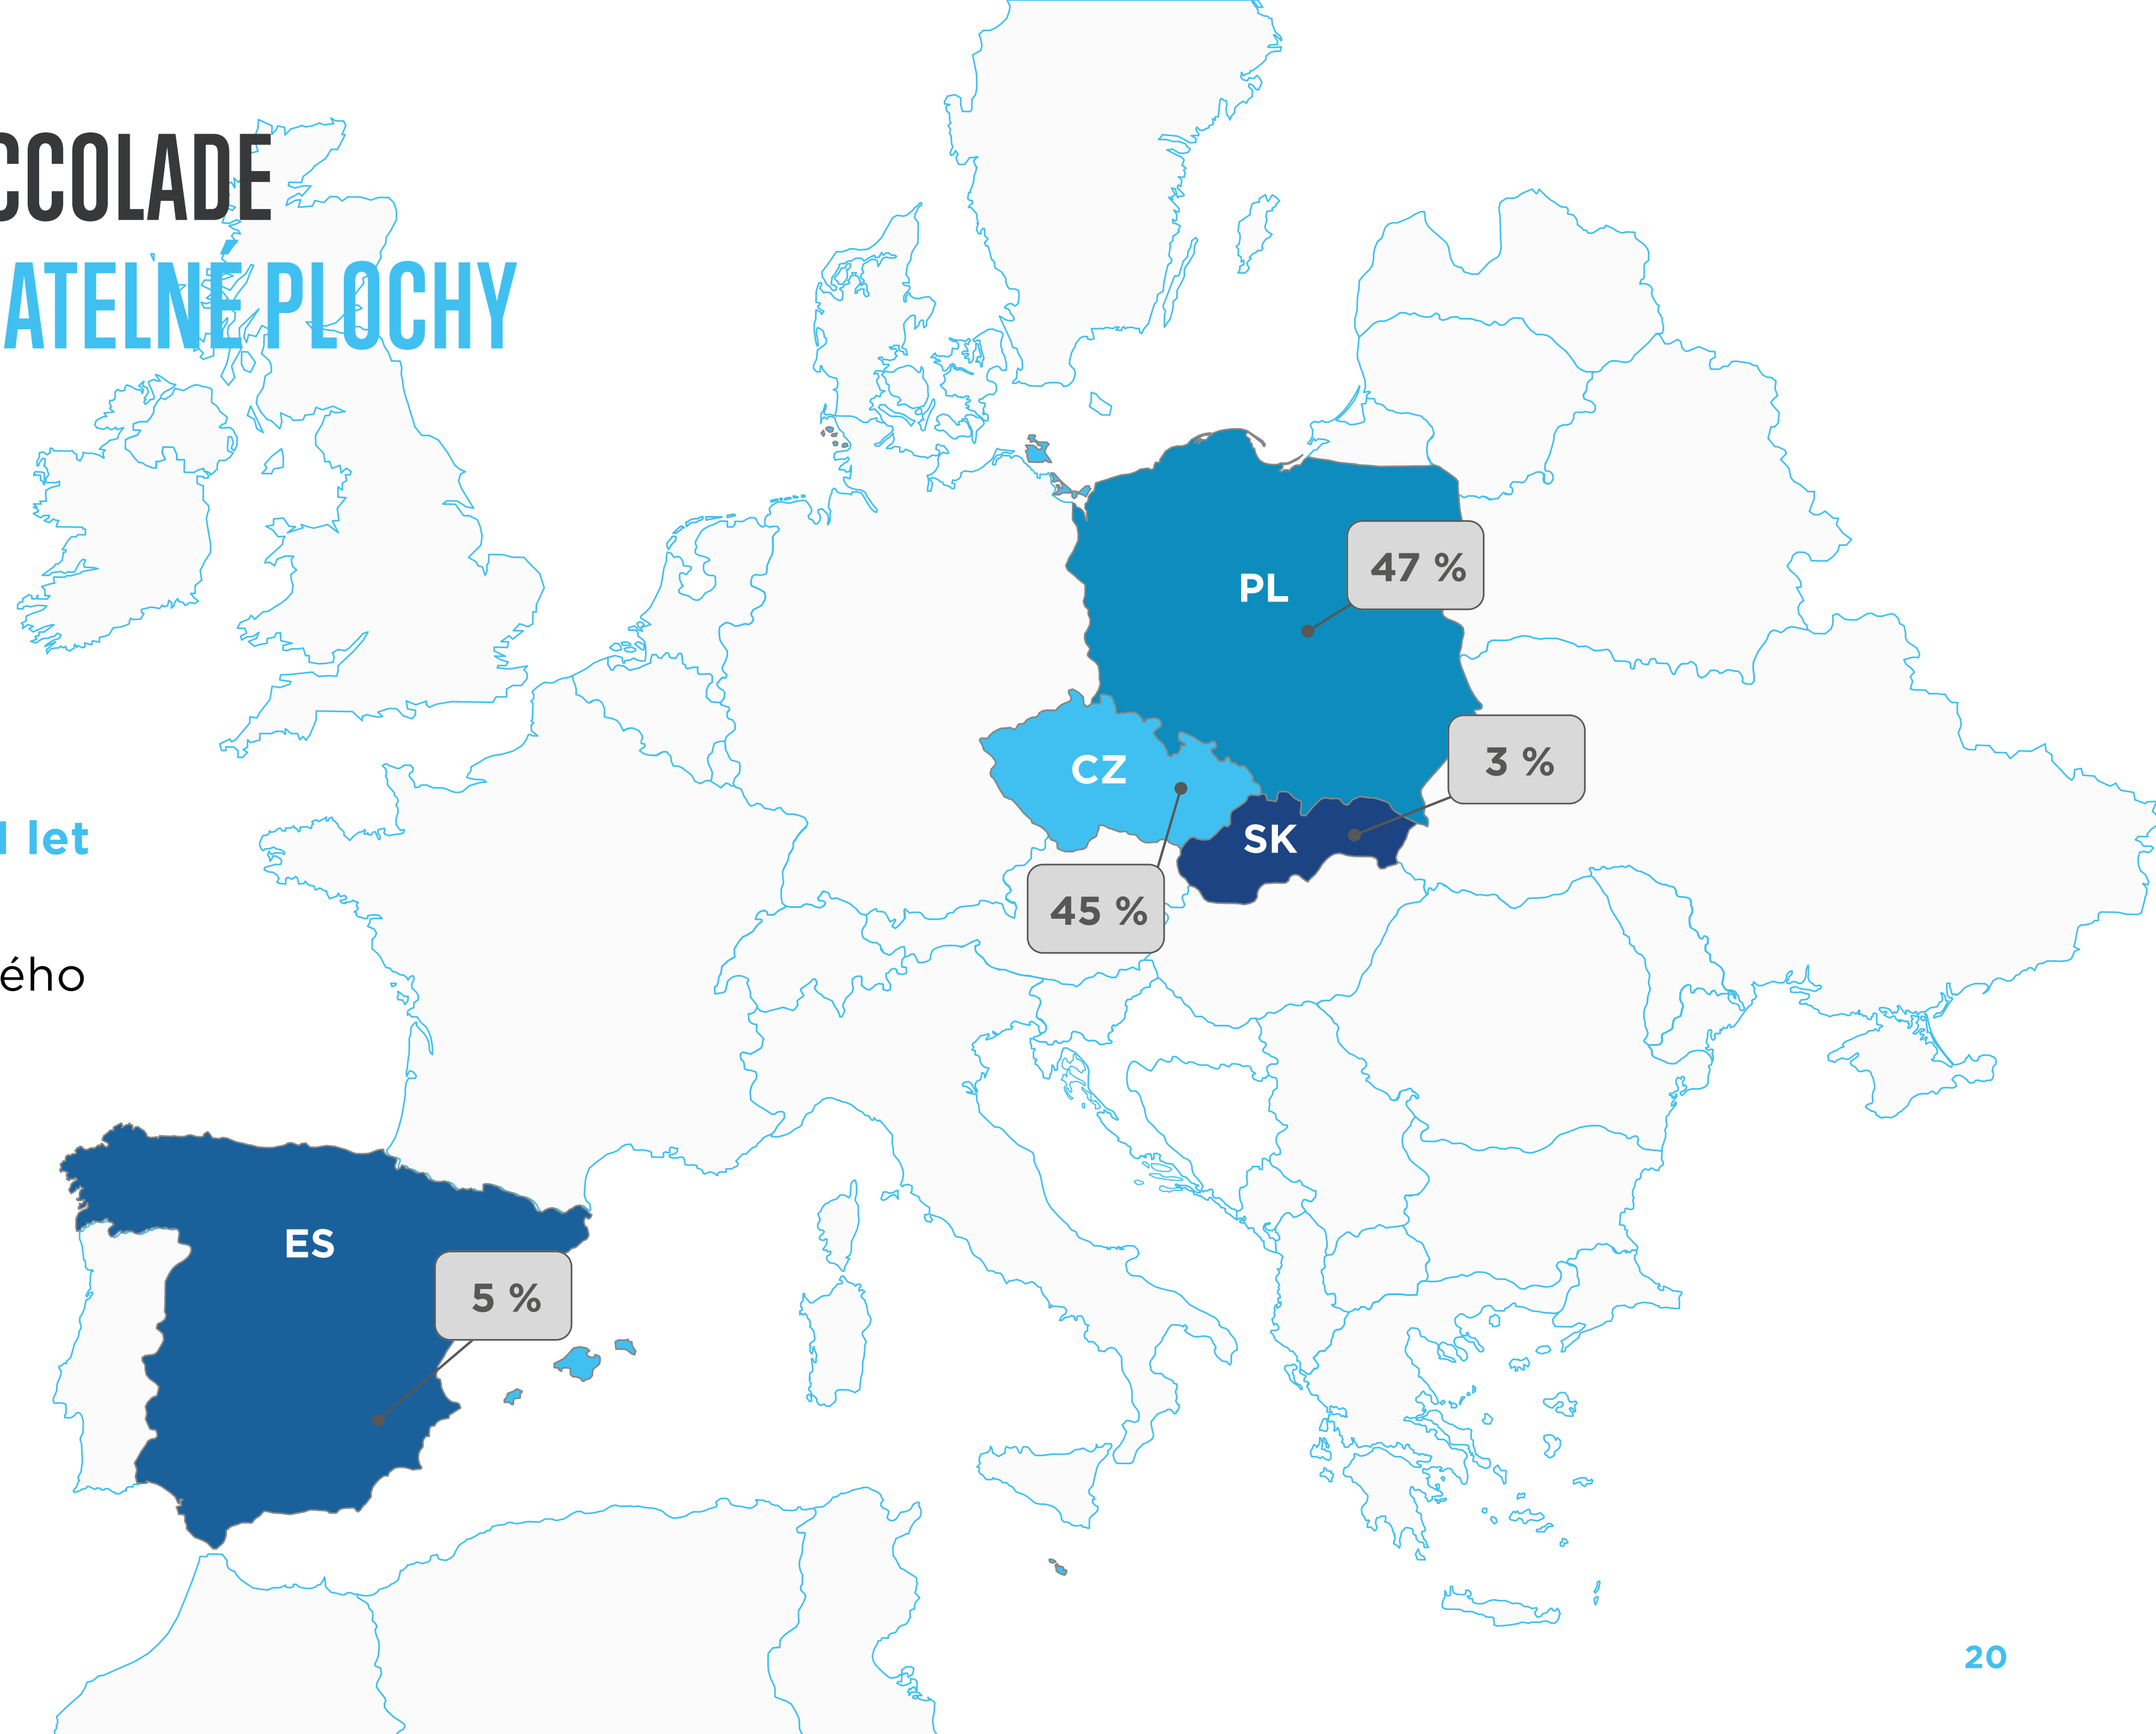 CCOLADE
ATELNÉ PLOCHY
47 %
PL
3 %
CZ
SK
let
45 %
ého
ES
5 %
20